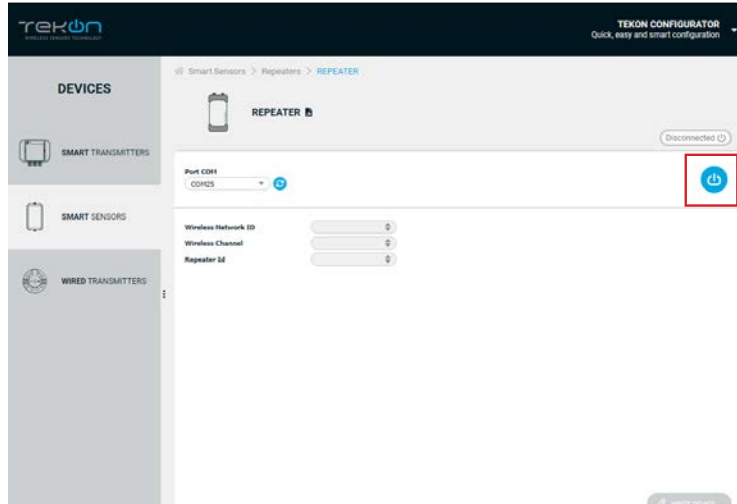 TEKON
WIRELESS SENSORS TECHNOLOGY
TEKON CONFIGURATOR
Quick, easy and smart configuration
DEVICES
SMART TRANSMITTERS
SMART SENSORS
WIRED TRANSMITTERS
Smart Sensors > Repeaters > REPEATER
REPEATER
Disconnected
Port COM
COM25
Wireless Network ID
Wireless Channel
Repeater Id